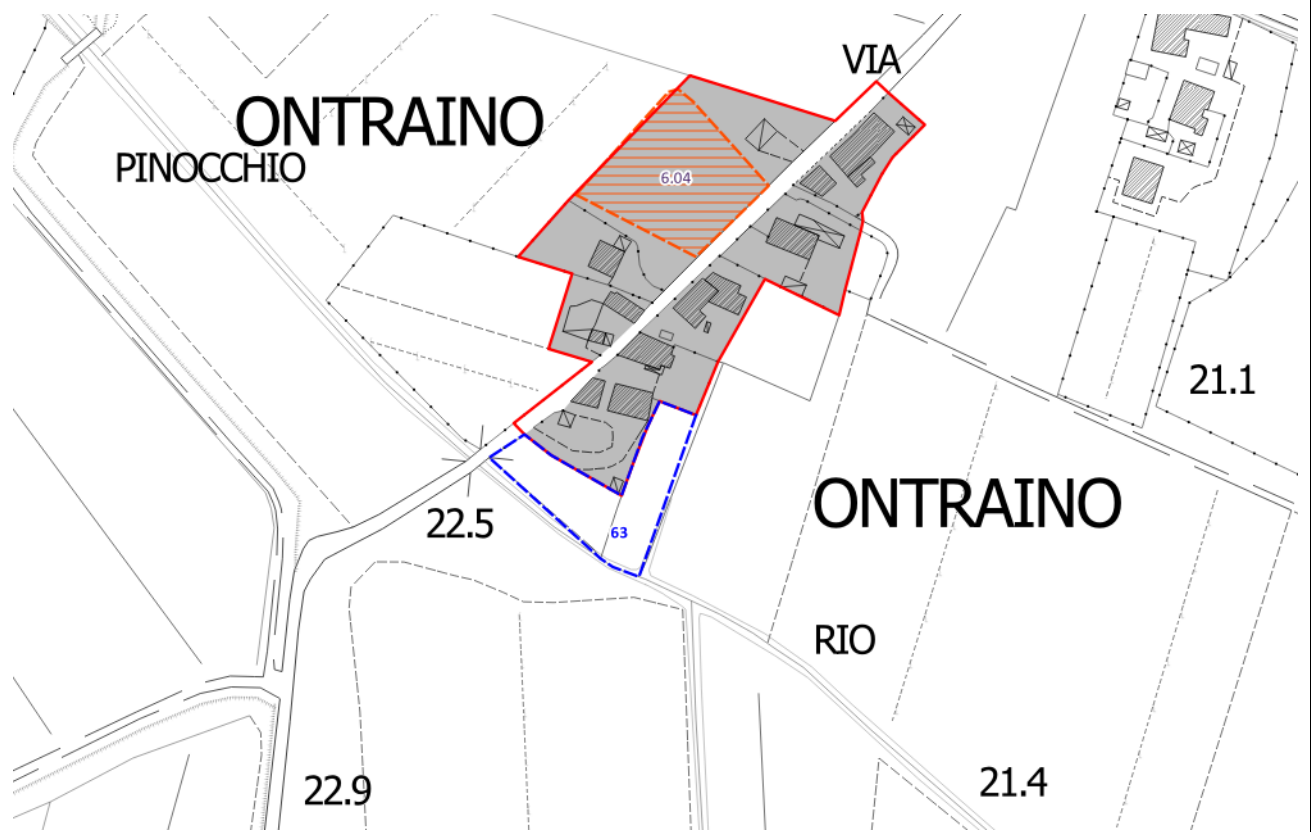 VIA
ONTRAINO
PINOCCHIO
6.04
21.1
ONTRAINO
22.5
63
RIO
22.9
21.4